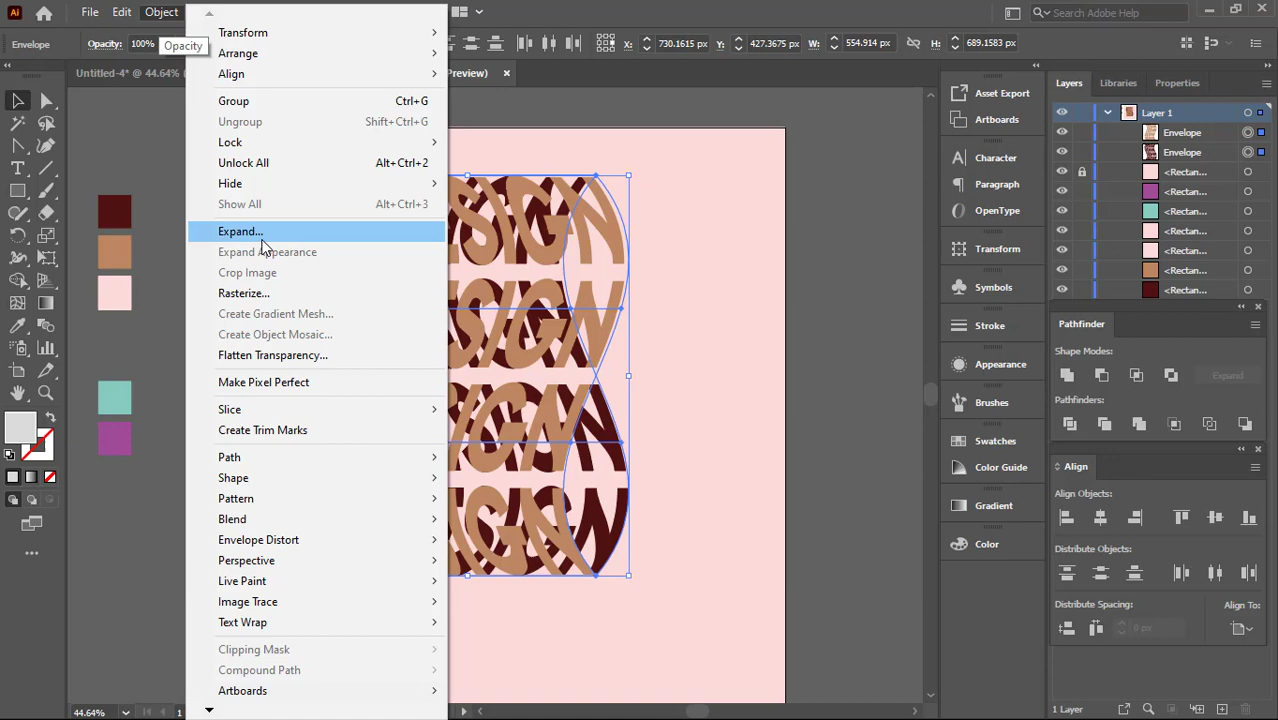 Ai File Edit Object Search Adobe Help
Envelope Opacity: 100% X: 730.1615 px Y: 427.3675 px W: 554.914 px H: 689.1583 px
Opacity
Untitled-4* @ 44.64% Preview) ×
Transform
Arrange
Align
Group Ctrl+G
Ungroup Shift+Ctrl+G
Lock
Unlock All Alt+Ctrl+2
Hide
Show All Alt+Ctrl+3
Expand...
Expand Appearance
Crop Image
Rasterize...
Create Gradient Mesh...
Create Object Mosaic...
Flatten Transparency...
Make Pixel Perfect
Slice
Create Trim Marks
Path
Shape
Pattern
Blend
Envelope Distort
Perspective
Live Paint
Image Trace
Text Wrap
Clipping Mask
Compound Path
Artboards
44.64% 1
Asset Export
Artboards
Character
Paragraph
OpenType
Transform
Symbols
Stroke
Appearance
Brushes
Swatches
Color Guide
Gradient
Color
Layers Libraries Properties
Layer 1
Envelope
Envelope
<Rectan...
<Rectan...
<Rectan...
<Rectan...
<Rectan...
<Rectan...
<Rectan...
Pathfinder
Shape Modes:
Expand
Pathfinders:
Align
Align Objects:
Distribute Objects:
Distribute Spacing: Align To:
0 px
1 Layer